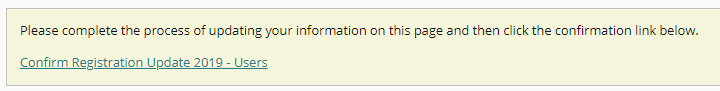 Please complete the process of updating your information on this page and then click the confirmation link below.
Confirm Registration Update 2019 - Users